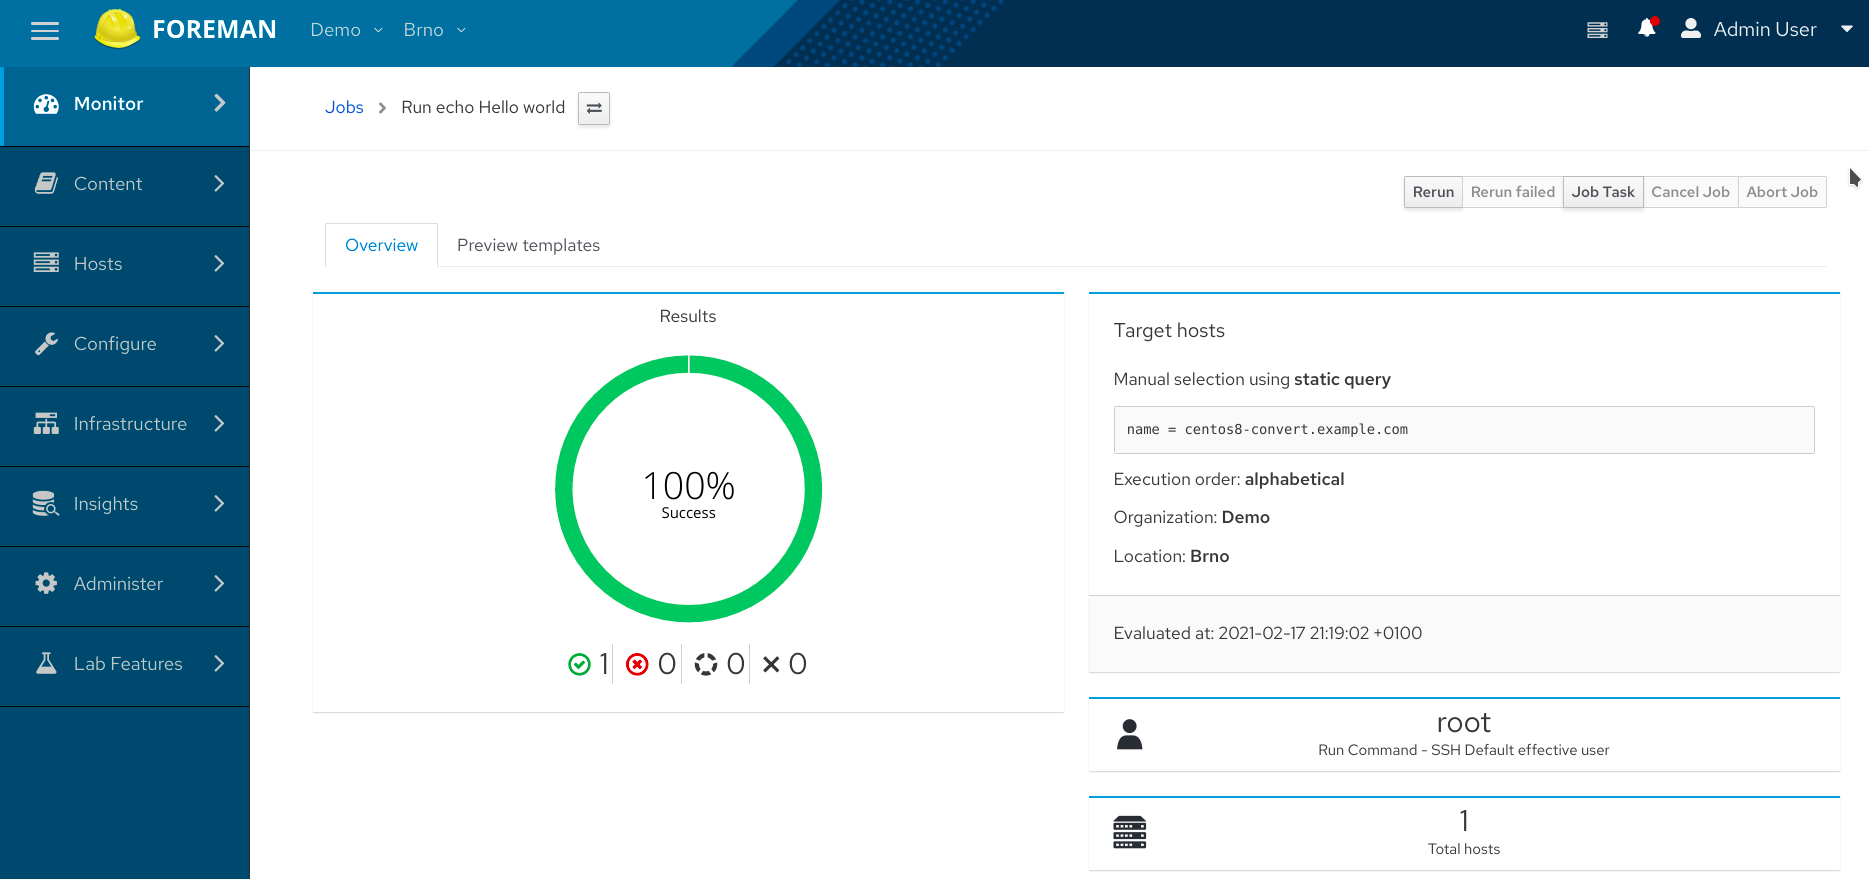 FOREMAN Demo Brno Admin User
Monitor
Content
Hosts
Configure
Infrastructure
Insights
Administer
Lab Features
Jobs Run echo Hello world
Rerun Rerun failed Job Task Cancel Job Abort Job
Overview Preview templates
Results
100%
Success
1 0 0 0
Target hosts
Manual selection using static query
name = centos8-convert.example.com
Execution order: alphabetical
Organization: Demo
Location: Brno
Evaluated at: 2021-02-17 21:19:02 +0100
root
Run Command - SSH Default effective user
1
Total hosts